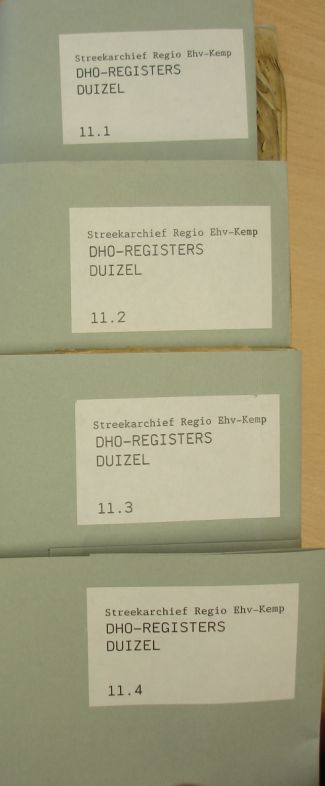 Streekarchief Regio Ehv-Kemp
DHO-REGISTERS
DUIZEL
11.1
Streekarchief Regio Ehv-Kemp
DHO-REGISTERS
DUIZEL
11.2
Streekarchief Regio Ehv-Kemp
DHO-REGISTERS
DUIZEL
11.3
Streekarchief Regio Ehv-Kemp
DHO-REGISTERS
DUIZEL
11.4